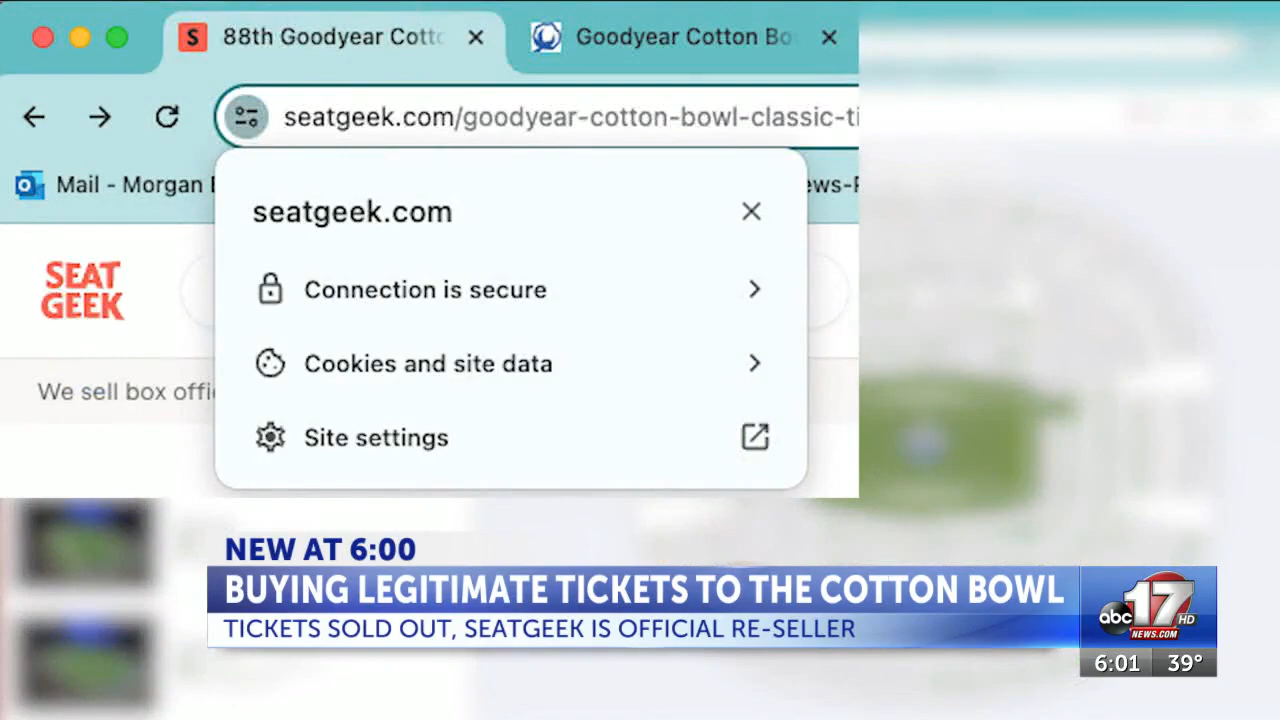 S 88th Goodyear Cott
Goodyear Cotton Bo
seatgeek.com/goodyear-cotton-bowl-classic-ti
Mail - Morgan
ews-
seatgeek.com
SEAT
GEEK
Connection is secure
Cookies and site data
We sell box offi
Site settings
NEW AT 6:00
BUYING LEGITIMATE TICKETS TO THE COTTON BOWL
TICKETS SOLD OUT, SEATGEEK IS OFFICIAL RE-SELLER
abc 17 HD
NEWS.COM
6:01 39°